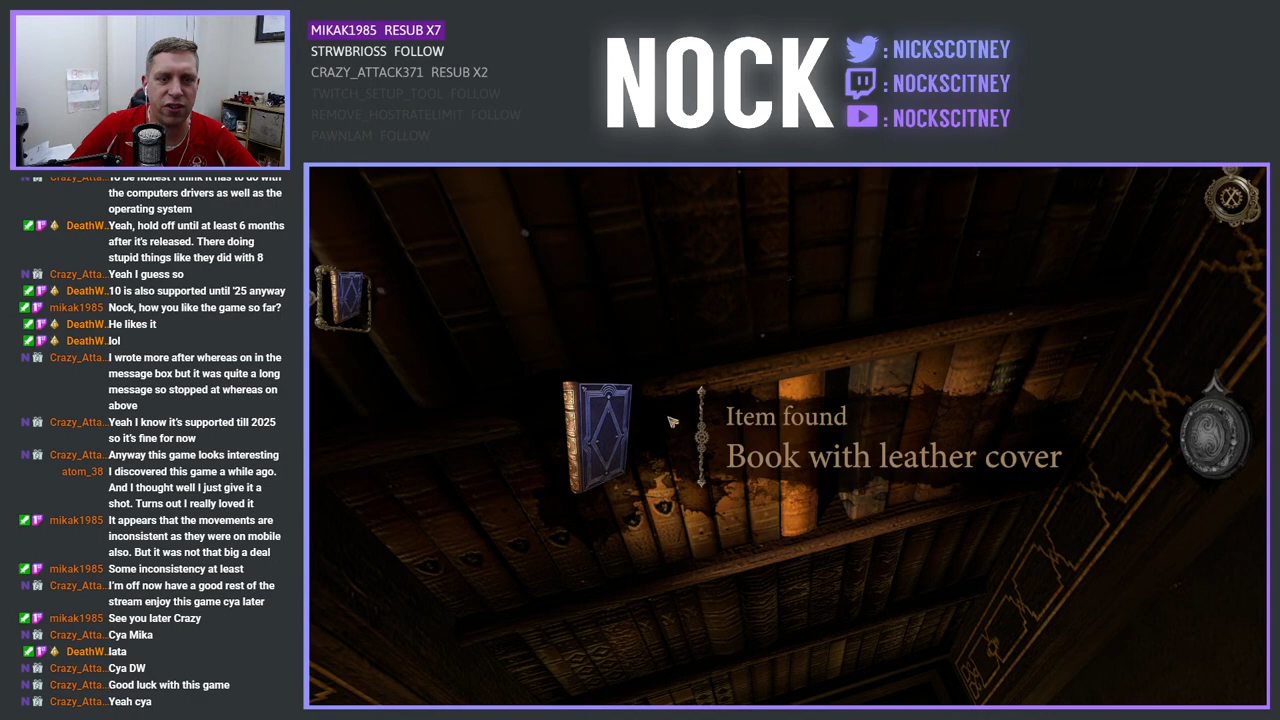 MIKAK1985 RESUB X7
STRWBRIOSS FOLLOW
CRAZY_ATTACK371 RESUB X2
TWITCH_SETUP_TOOL FOLLOW
REMOVE_HOSTRATELIMIT FOLLOW
PAWNLAM FOLLOW
NOCK
: NICKSCOTNEY
: NOCKSCITNEY
: NOCKSCITNEY
Crazy_Atta.. To be honest I think it has to do with
the computers drivers as well as the
operating system
DeathW.. Yeah, hold off until at least 6 months
after it's released. There doing
stupid things like they did with 8
Crazy_Atta.. Yeah I guess so
DeathW.. 10 is also supported until '25 anyway
mikak1985 Nock, how you like the game so far?
DeathW.. He likes it
DeathW.. lol
Crazy_Atta.. I wrote more after whereas on in the
message box but it was quite a long
message so stopped at whereas on
above
Crazy_Atta.. Yeah I know it's supported till 2025
so it's fine for now
Crazy_Atta.. Anyway this game looks interesting
atom_38 I discovered this game a while ago.
And I thought well I just give it a
shot. Turns out I really loved it
mikak1985 It appears that the movements are
inconsistent as they were on mobile
also. But it was not that big a deal
mikak1985 Some inconsistency at least
Crazy_Atta.. I'm off now have a good rest of the
stream enjoy this game cya later
mikak1985 See you later Crazy
Crazy_Atta.. Cya Mika
DeathW.. lata
Crazy_Atta.. Cya DW
Crazy_Atta.. Good luck with this game
Crazy_Atta.. Yeah cya
Item found
Book with leather cover